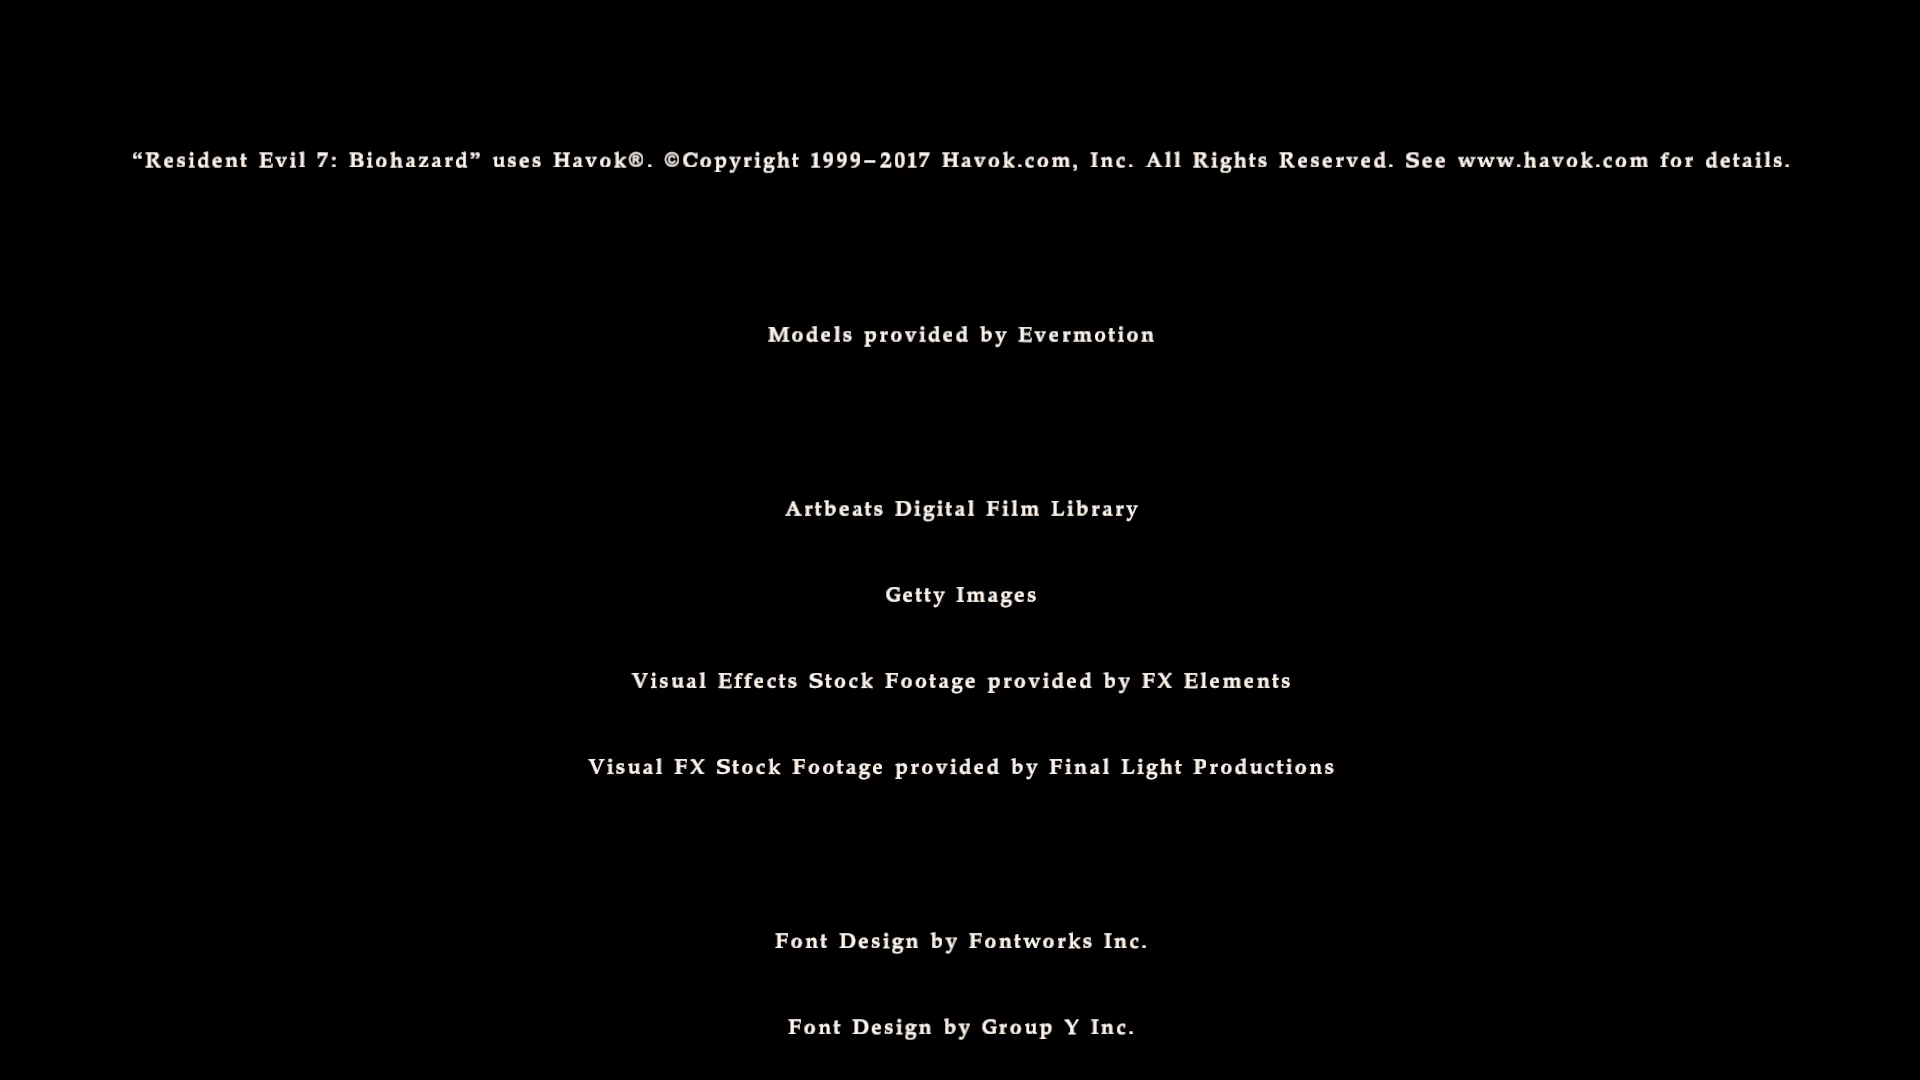 “Resident Evil 7: Biohazard” uses Havok®. ©Copyright 1999–2017 Havok.com, Inc. All Rights Reserved. See www.havok.com for details.
Models provided by Evermotion
Artbeats Digital Film Library
Getty Images
Visual Effects Stock Footage provided by FX Elements
Visual FX Stock Footage provided by Final Light Productions
Font Design by Fontworks Inc.
Font Design by Group Y Inc.